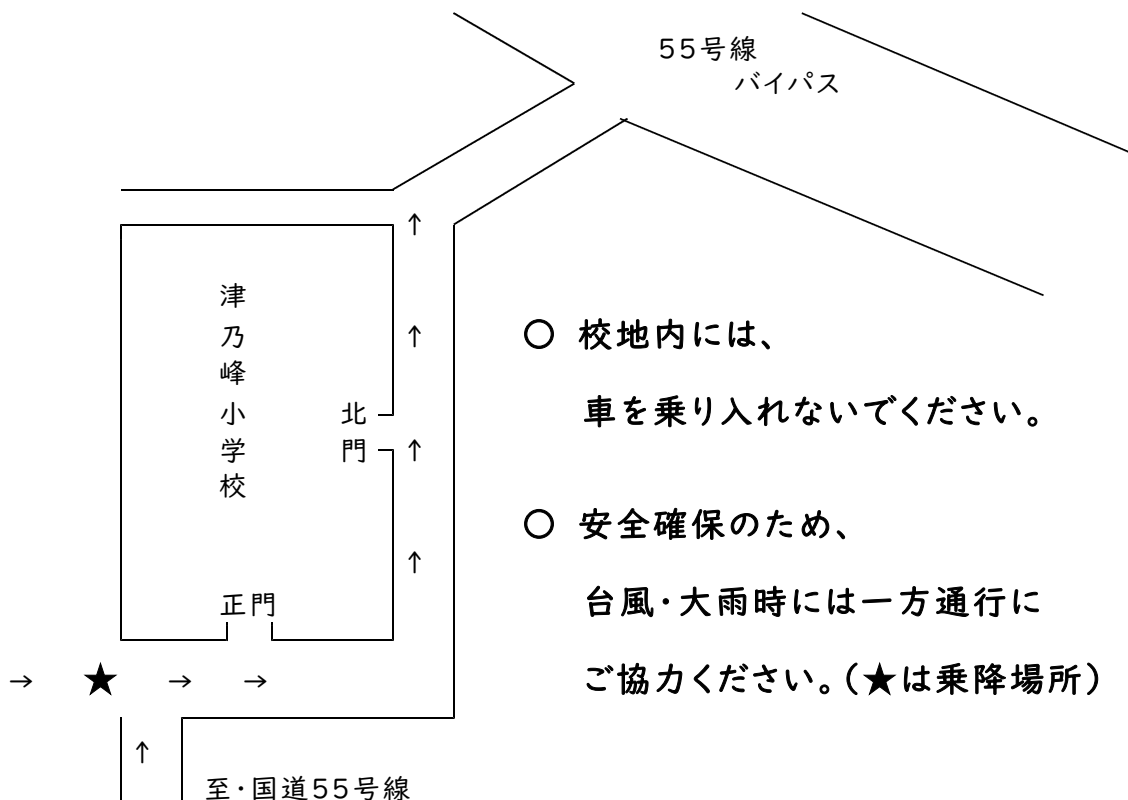 55号線
バイパス
津乃峰小学校
北門
正門
○ 校地内には、
車を乗り入れないでください。
○ 安全確保のため、
台風・大雨時には一方通行に
ご協力ください。(★は乗降場所)
至・国道55号線